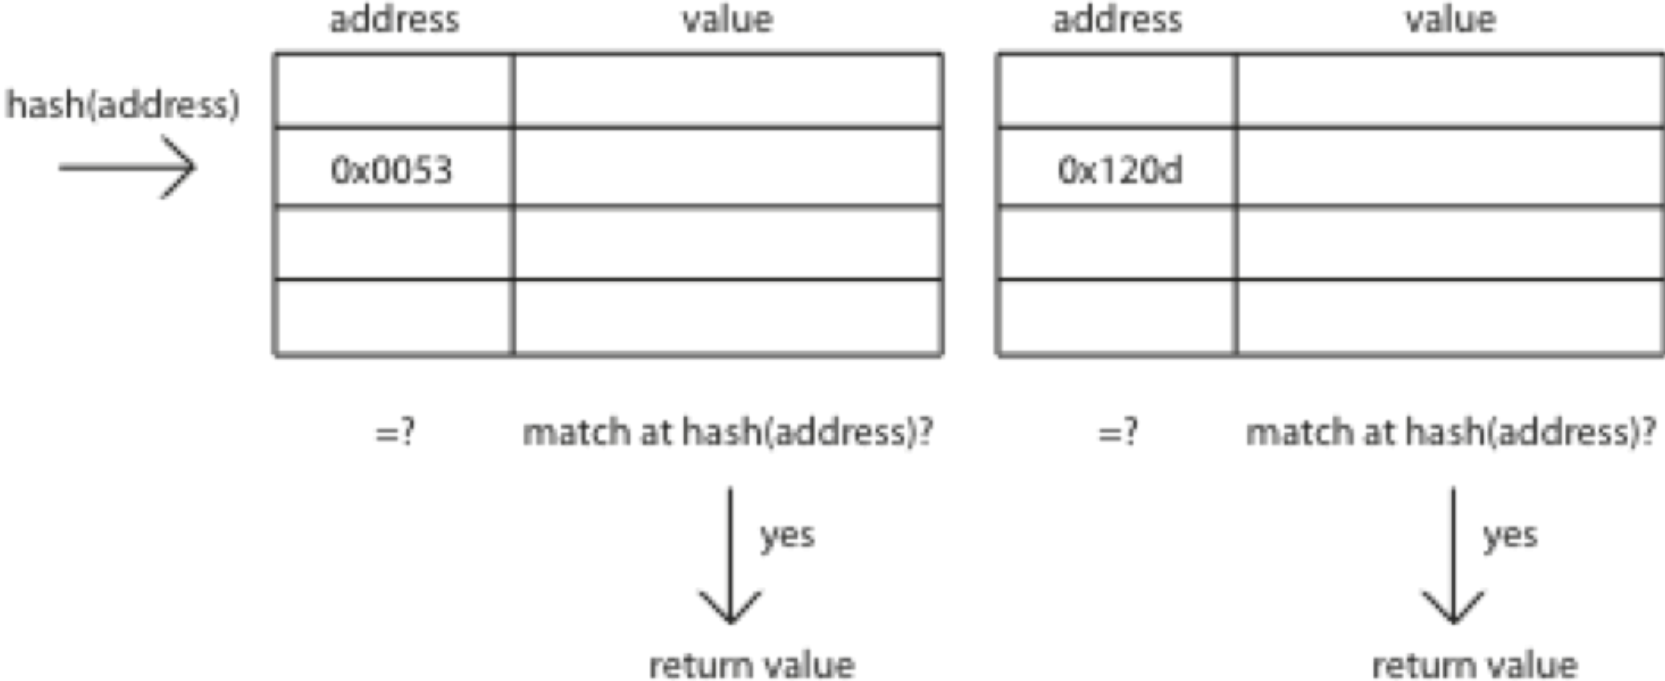 address value address value
hash(address)
0x0053 0x120d
=? match at hash(address)? =? match at hash(address)?
yes yes
return value return value